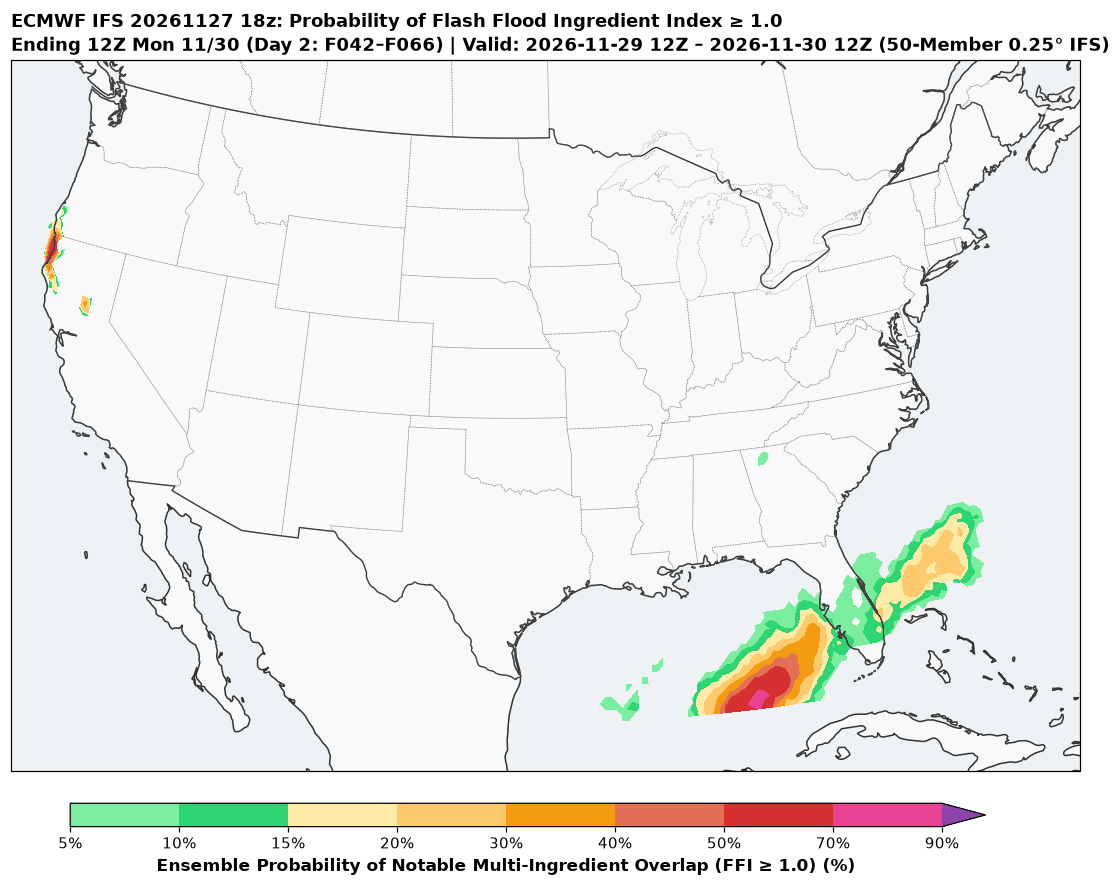 ECMWF IFS 20261127 18z: Probability of Flash Flood Ingredient Index ≥ 1.0
Ending 12Z Mon 11/30 (Day 2: F042–F066) | Valid: 2026-11-29 12Z – 2026-11-30 12Z (50-Member 0.25° IFS)
5% 10% 15% 20% 30% 40% 50% 70% 90%
Ensemble Probability of Notable Multi-Ingredient Overlap (FFI ≥ 1.0) (%)